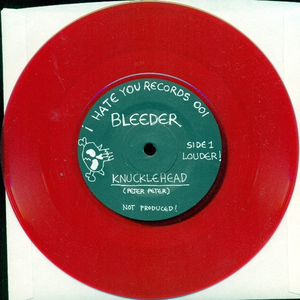 I HATE YOU RECORDS 001
BLEEDER
SIDE 1
LOUDER!
KNUCKLEHEAD
(PETER PETER)
NOT PRODUCED!